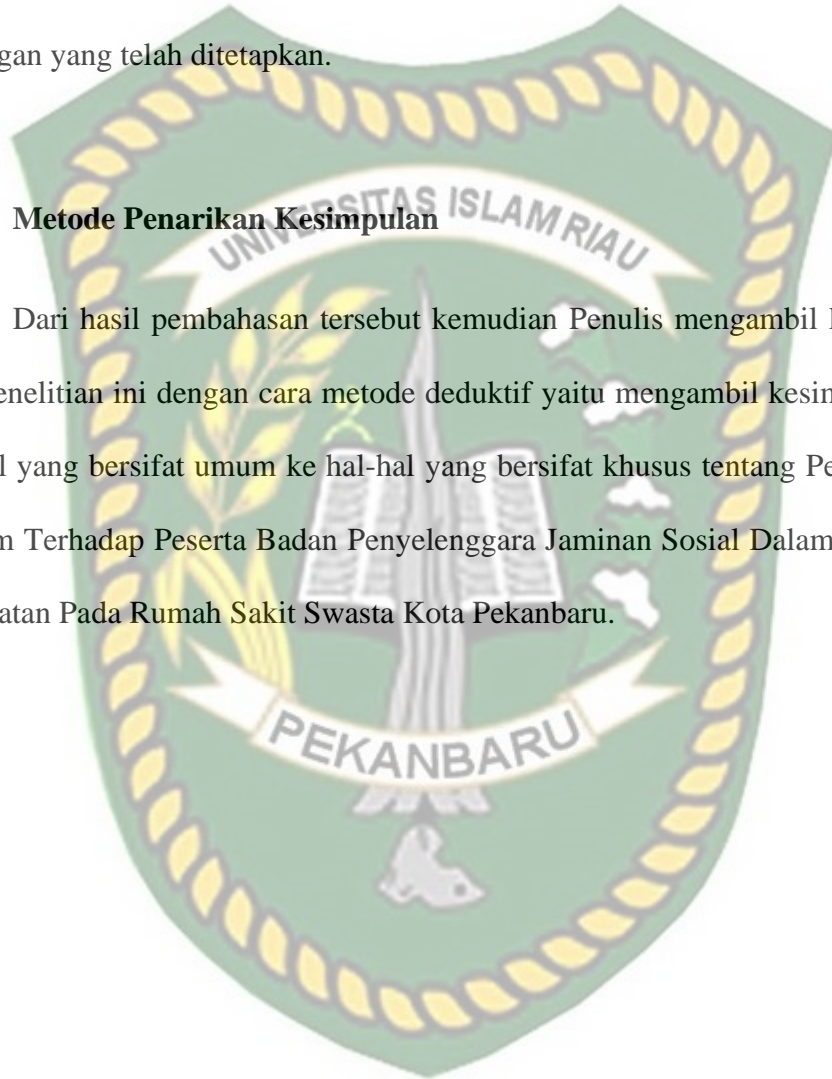 gan yang telah ditetapkan.
Metode Penarikan Kesimpulan
UNIVERSITAS ISLAM RIAU
Dari hasil pembahasan tersebut kemudian Penulis mengambil
enelitian ini dengan cara metode deduktif yaitu mengambil kesin
l yang bersifat umum ke hal-hal yang bersifat khusus tentang Pe
m Terhadap Peserta Badan Penyelenggara Jaminan Sosial Dalam
atan Pada Rumah Sakit Swasta Kota Pekanbaru.
PEKANBARU